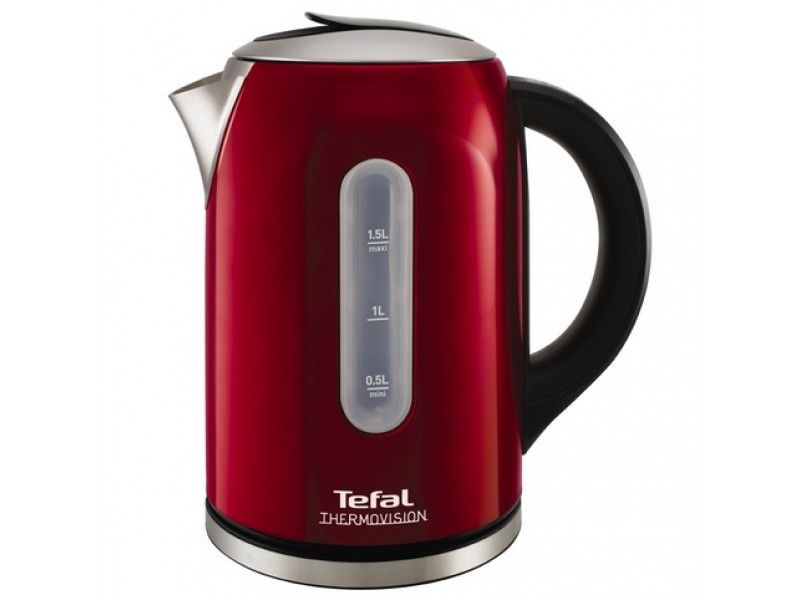 1.5L
maxi
1L
0.5L
mini
Tefal
THERMOVISION